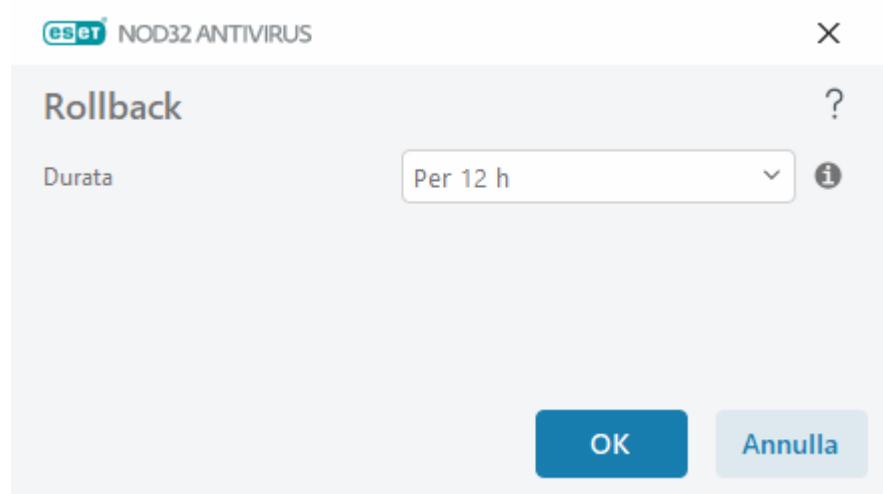 eset NOD32 ANTIVIRUS
Rollback
?
Durata
Per 12 h
OK
Annulla